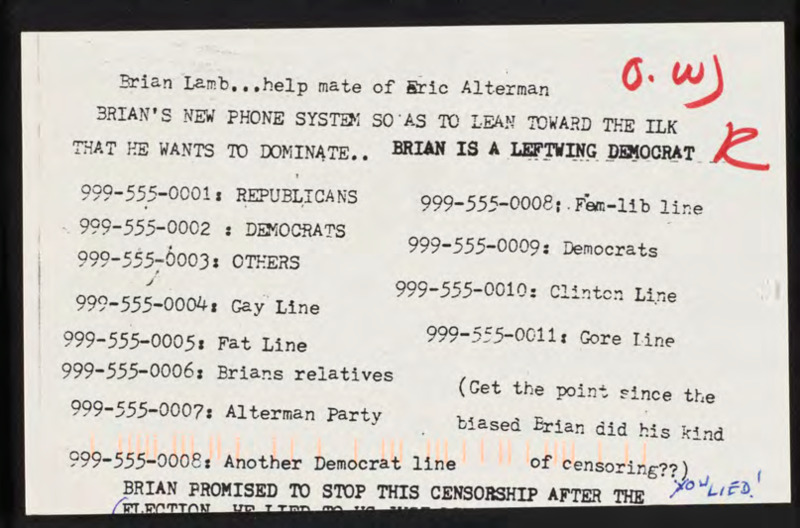 Brian Lamb...help mate of Eric Alterman
O. W)
BRIAN'S NEW PHONE SYSTEM SO AS TO LEAN TOWARD THE ILK
THAT HE WANTS TO DOMINATE.. BRIAN IS A LEFTWING DEMOCRAT
R
999-555-0001: REPUBLICANS
999-555-0002 : DEMOCRATS
999-555-0003: OTHERS
999-555-0004: Gay Line
999-555-0005: Fat Line
999-555-0006: Brians relatives
999-555-0007: Alterman Party
999-555-0008: Another Democrat line
999-555-0008: Fem-lib line
999-555-0009: Democrats
999-555-0010: Clinton Line
999-555-0011: Gore Line
(Get the point since the
biased Brian did his kind
of censoring??)
BRIAN PROMISED TO STOP THIS CENSORSHIP AFTER THE
YOU LIED!
ELECTION HE LIED TO US